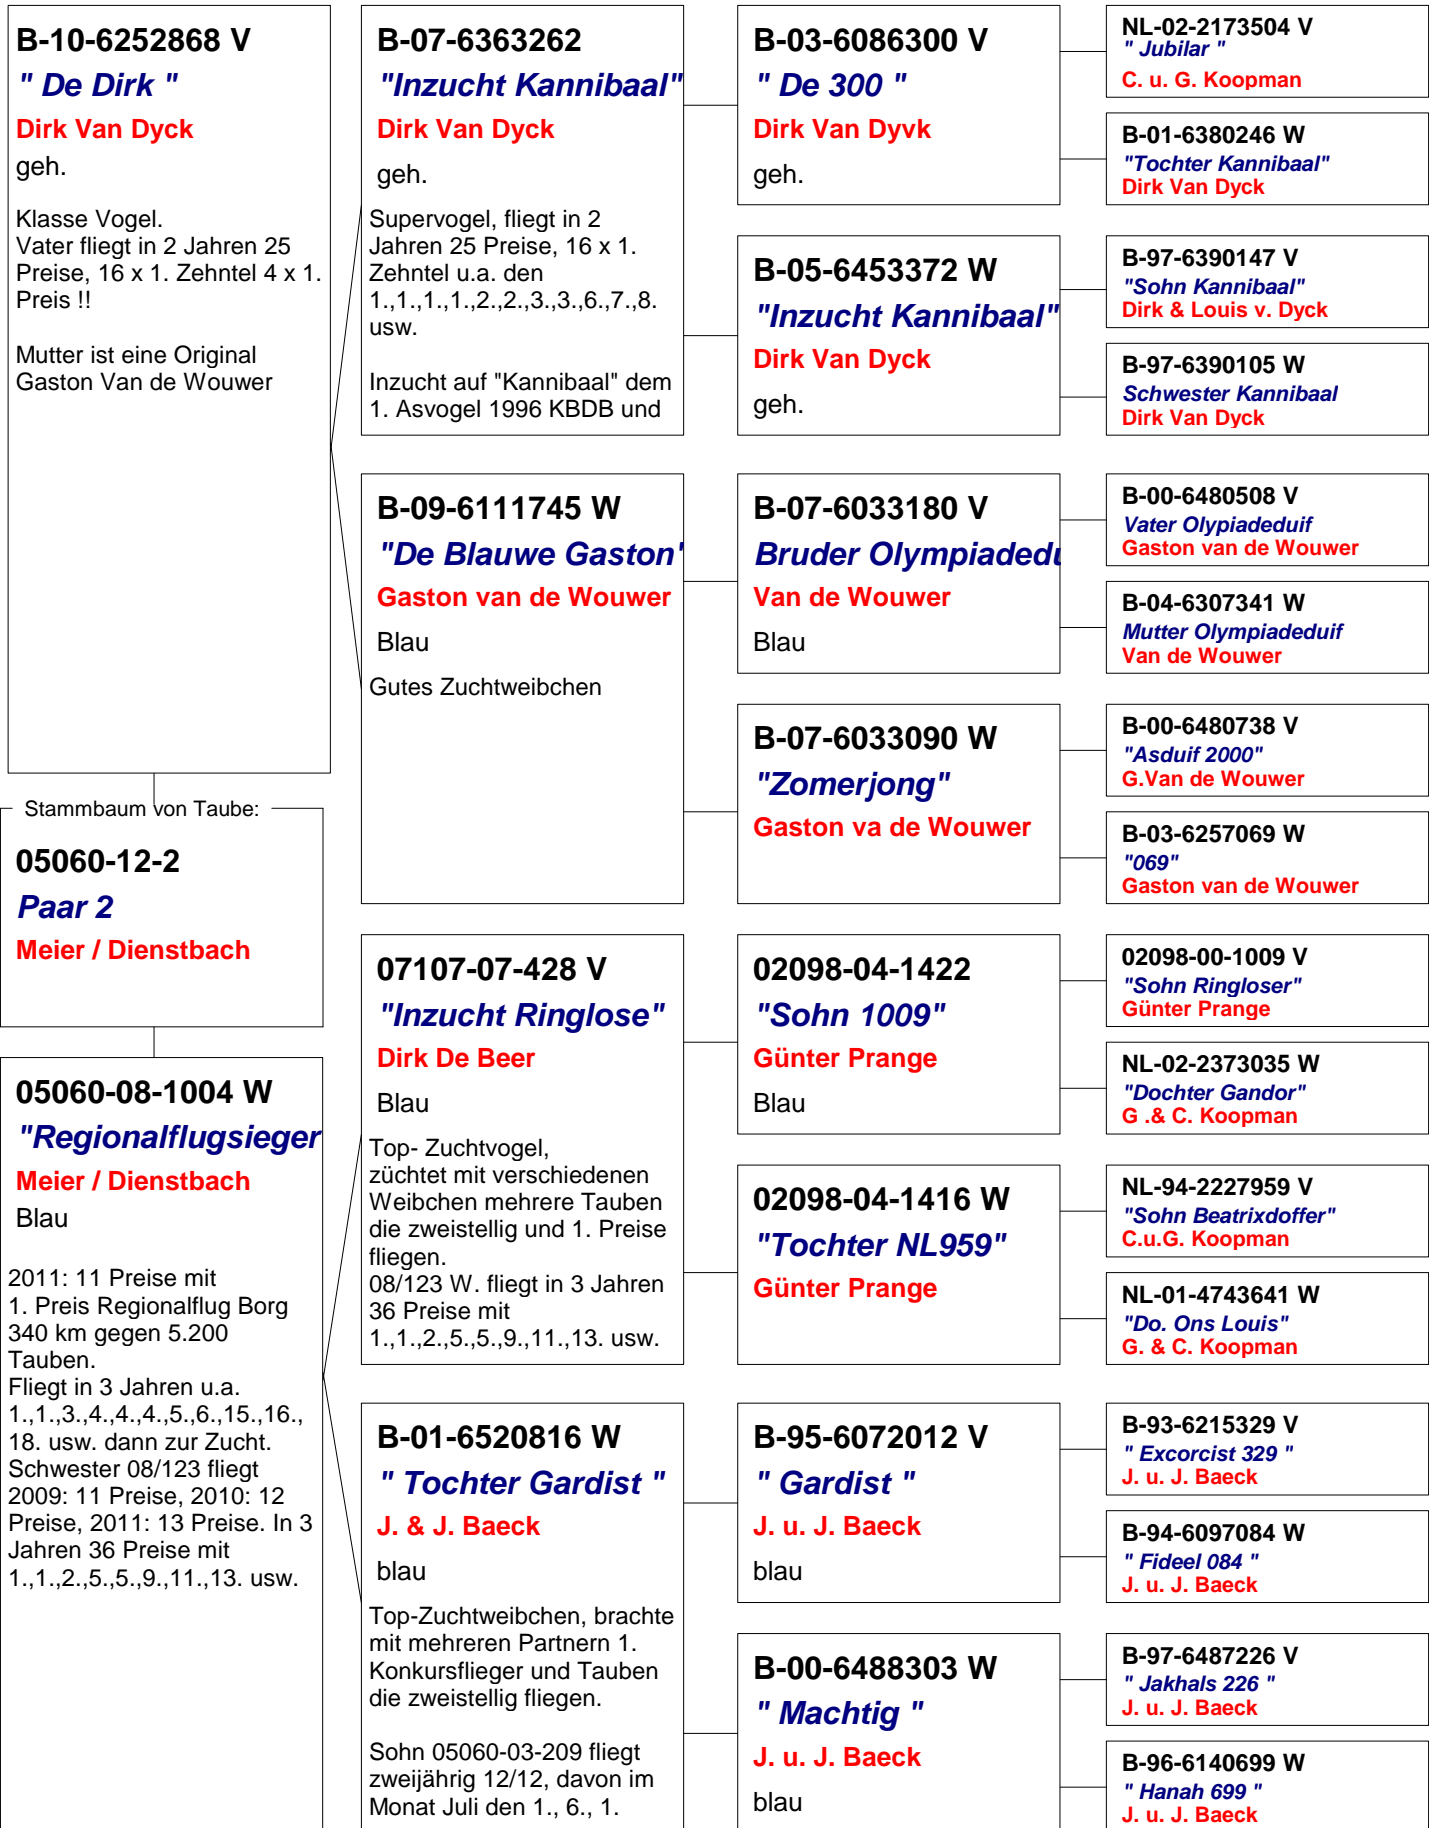 B-10-6252868 V
" De Dirk "
Dirk Van Dyck
geh.
Klasse Vogel.
Vater fliegt in 2 Jahren 25
Preise, 16 x 1. Zehntel 4 x 1.
Preis !!
Mutter ist eine Original
Gaston Van de Wouwer
Stammbaum von Taube:
05060-12-2
Paar 2
Meier / Dienstbach
05060-08-1004 W
"Regionalflugsieger
Meier / Dienstbach
Blau
2011: 11 Preise mit
1. Preis Regionalflug Borg
340 km gegen 5.200
Tauben.
Fliegt in 3 Jahren u.a.
1.,1.,3.,4.,4.,4.,5.,6.,15.,16.,
18. usw. dann zur Zucht.
Schwester 08/123 fliegt
2009: 11 Preise, 2010: 12
Preise, 2011: 13 Preise. In 3
Jahren 36 Preise mit
1.,1.,2.,5.,5.,9.,11.,13. usw.
B-07-6363262
"Inzucht Kannibaal"
Dirk Van Dyck
geh.
Supervogel, fliegt in 2
Jahren 25 Preise, 16 x 1.
Zehntel u.a. den
1.,1.,1.,1.,2.,2.,3.,3.,6.,7.,8.
usw.
Inzucht auf "Kannibaal" dem
1. Asvogel 1996 KBDB und
B-09-6111745 W
"De Blauwe Gaston"
Gaston van de Wouwer
Blau
Gutes Zuchtweibchen
07107-07-428 V
"Inzucht Ringlose"
Dirk De Beer
Blau
Top- Zuchtvogel,
züchtet mit verschiedenen
Weibchen mehrere Tauben
die zweistellig und 1. Preise
fliegen.
08/123 W. fliegt in 3 Jahren
36 Preise mit
1.,1.,2.,5.,5.,9.,11.,13. usw.
B-01-6520816 W
" Tochter Gardist "
J. & J. Baeck
blau
Top-Zuchtweibchen, brachte
mit mehreren Partnern 1.
Konkursflieger und Tauben
die zweistellig fliegen.
Sohn 05060-03-209 fliegt
zweijährig 12/12, davon im
Monat Juli den 1., 6., 1.
B-03-6086300 V
" De 300 "
Dirk Van Dyvk
geh.
B-05-6453372 W
"Inzucht Kannibaal"
Dirk Van Dyck
geh.
B-07-6033180 V
Bruder Olympiadedu
Van de Wouwer
Blau
B-07-6033090 W
"Zomerjong"
Gaston va de Wouwer
02098-04-1422
"Sohn 1009"
Günter Prange
Blau
02098-04-1416 W
"Tochter NL959"
Günter Prange
B-95-6072012 V
" Gardist "
J. u. J. Baeck
blau
B-00-6488303 W
" Machtig "
J. u. J. Baeck
blau
NL-02-2173504 V
" Jubilar "
C. u. G. Koopman
B-01-6380246 W
"Tochter Kannibaal"
Dirk Van Dyck
B-97-6390147 V
"Sohn Kannibaal"
Dirk & Louis v. Dyck
B-97-6390105 W
Schwester Kannibaal
Dirk Van Dyck
B-00-6480508 V
Vater Olypiadeduif
Gaston van de Wouwer
B-04-6307341 W
Mutter Olympiadeduif
Van de Wouwer
B-00-6480738 V
"Asduif 2000"
G.Van de Wouwer
B-03-6257069 W
"069"
Gaston van de Wouwer
02098-00-1009 V
"Sohn Ringloser"
Günter Prange
NL-02-2373035 W
"Dochter Gandor"
G .& C. Koopman
NL-94-2227959 V
"Sohn Beatrixdoffer"
C.u.G. Koopman
NL-01-4743641 W
"Do. Ons Louis"
G. & C. Koopman
B-93-6215329 V
" Excorcist 329 "
J. u. J. Baeck
B-94-6097084 W
" Fideel 084 "
J. u. J. Baeck
B-97-6487226 V
" Jakhals 226 "
J. u. J. Baeck
B-96-6140699 W
" Hanah 699 "
J. u. J. Baeck